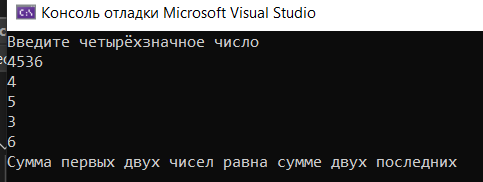 Консоль отладки Microsoft Visual Studio
Введите четырёхзначное число
4536
4
5
3
6
Сумма первых двух чисел равна сумме двух последних